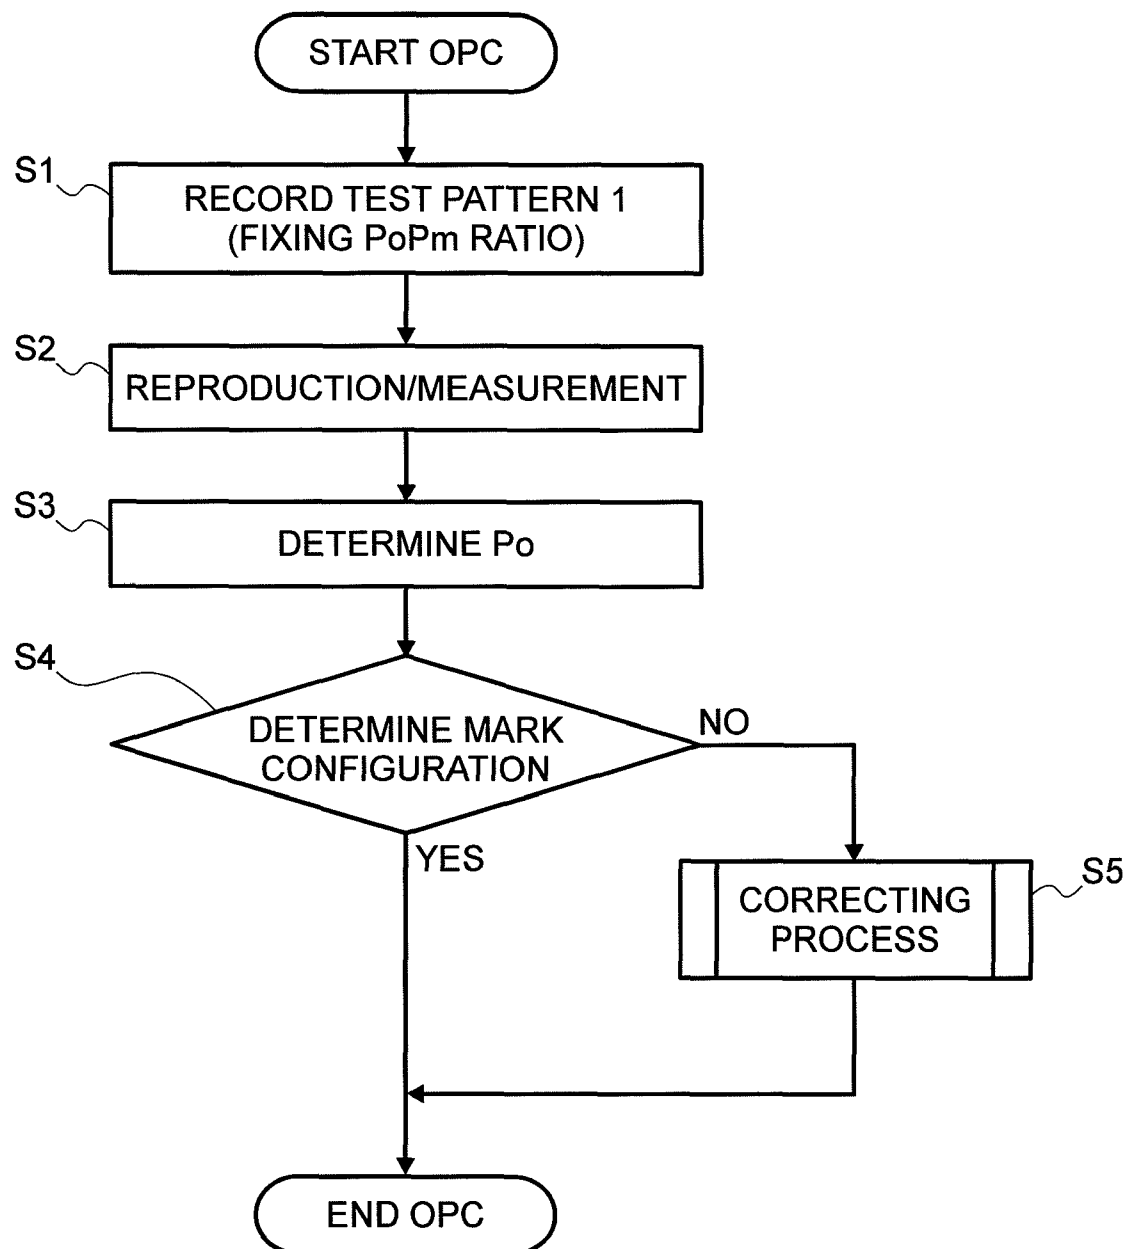 START OPC
S1
RECORD TEST PATTERN 1
(FIXING PoPm RATIO)
S2
REPRODUCTION/MEASUREMENT
S3
DETERMINE Po
S4
DETERMINE MARK
CONFIGURATION
NO
YES
CORRECTING
PROCESS
S5
END OPC